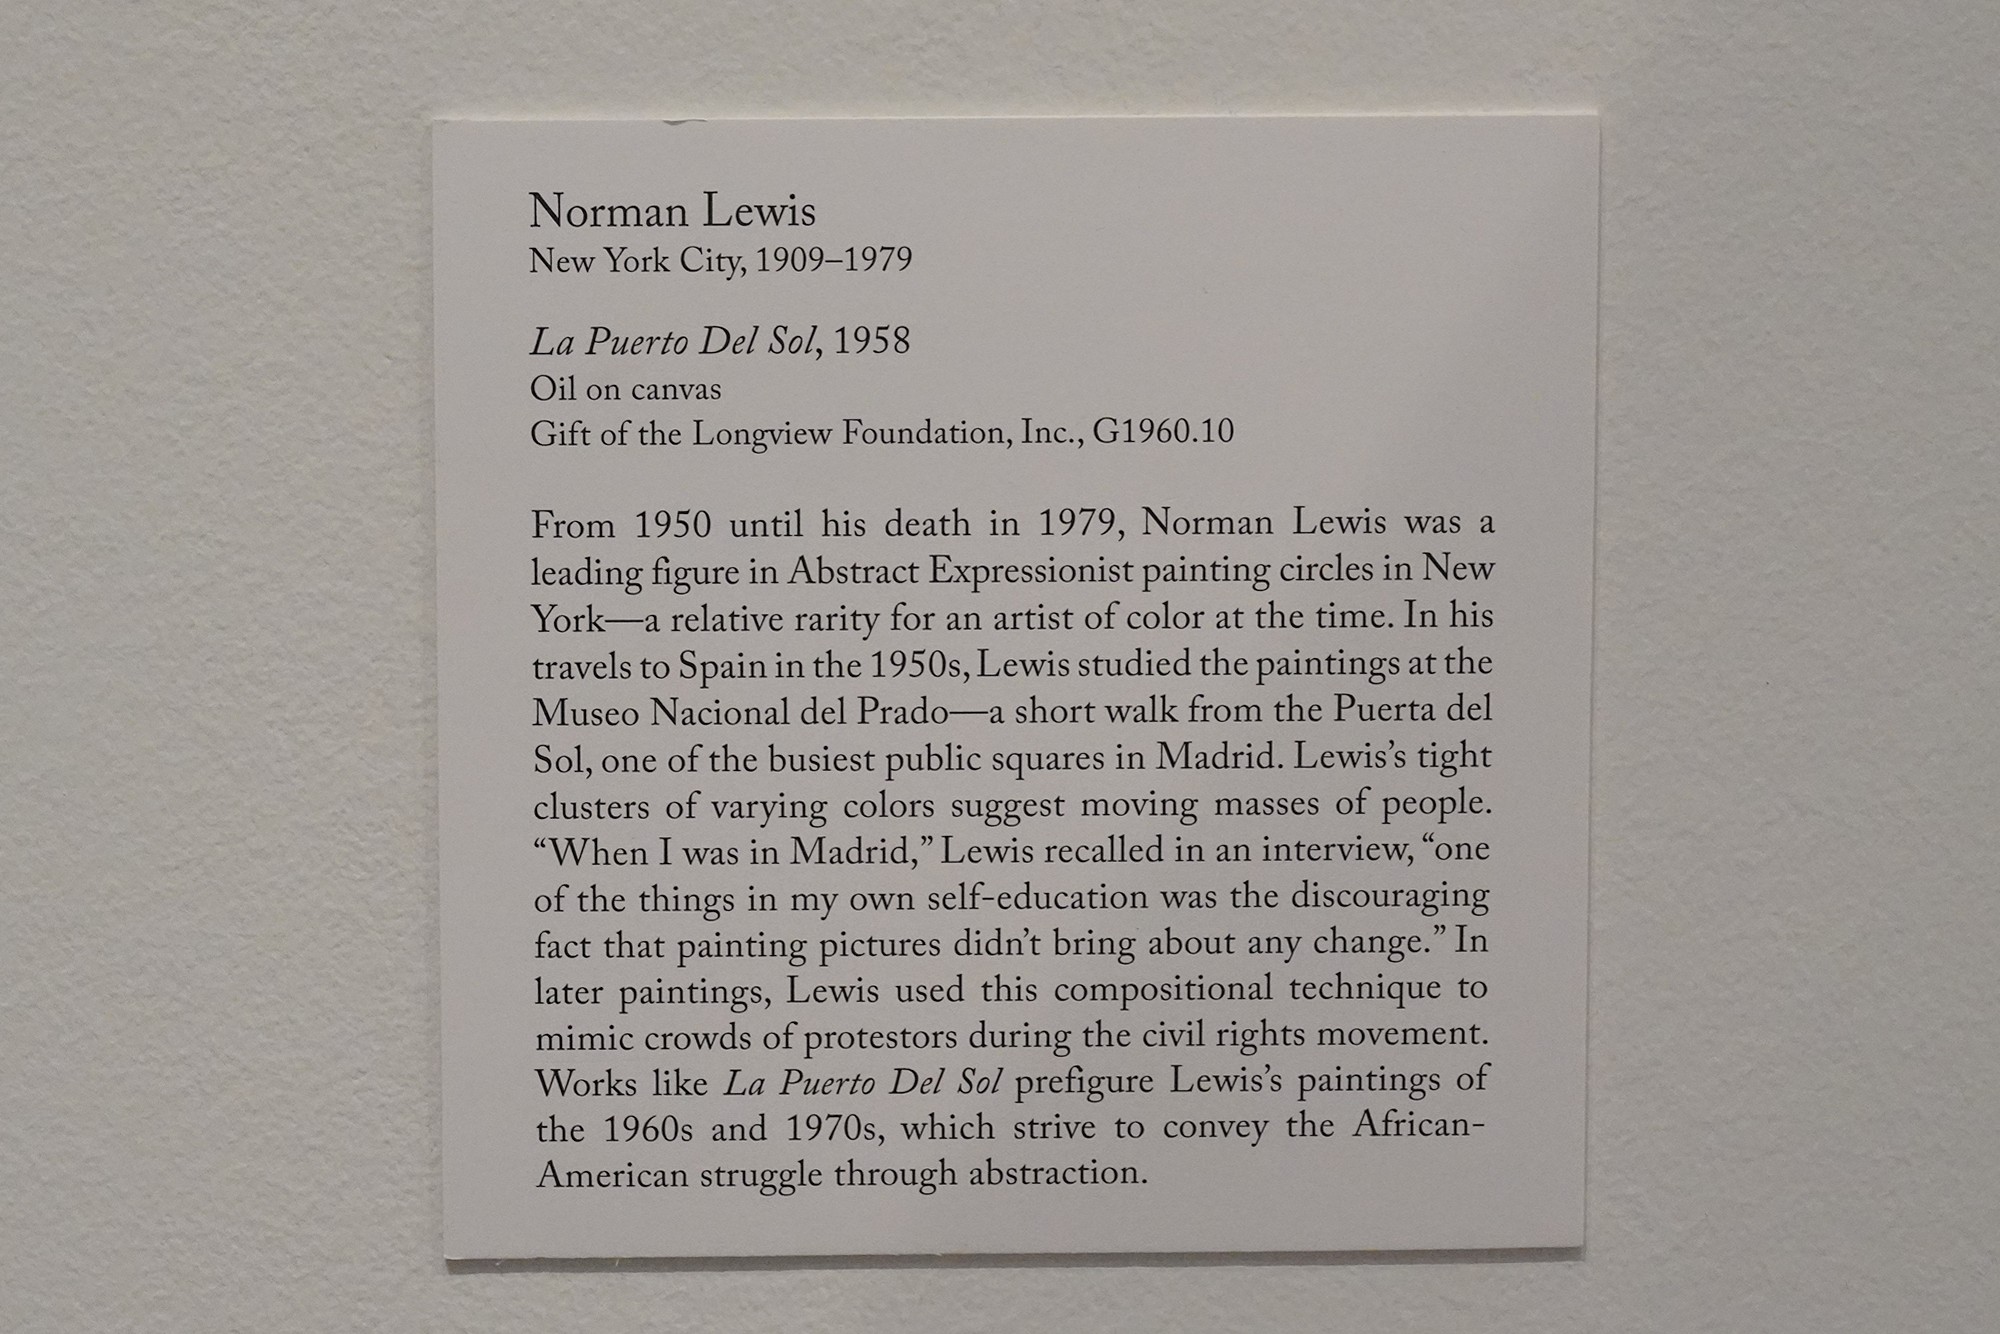 Norman Lewis
New York City, 1909–1979
La Puerto Del Sol, 1958
Oil on canvas
Gift of the Longview Foundation, Inc., G1960.10
From 1950 until his death in 1979, Norman Lewis was a
leading figure in Abstract Expressionist painting circles in New
York—a relative rarity for an artist of color at the time. In his
travels to Spain in the 1950s, Lewis studied the paintings at the
Museo Nacional del Prado—a short walk from the Puerta del
Sol, one of the busiest public squares in Madrid. Lewis’s tight
clusters of varying colors suggest moving masses of people.
“When I was in Madrid,” Lewis recalled in an interview, “one
of the things in my own self-education was the discouraging
fact that painting pictures didn’t bring about any change.” In
later paintings, Lewis used this compositional technique to
mimic crowds of protestors during the civil rights movement.
Works like La Puerto Del Sol prefigure Lewis’s paintings of
the 1960s and 1970s, which strive to convey the African-
American struggle through abstraction.